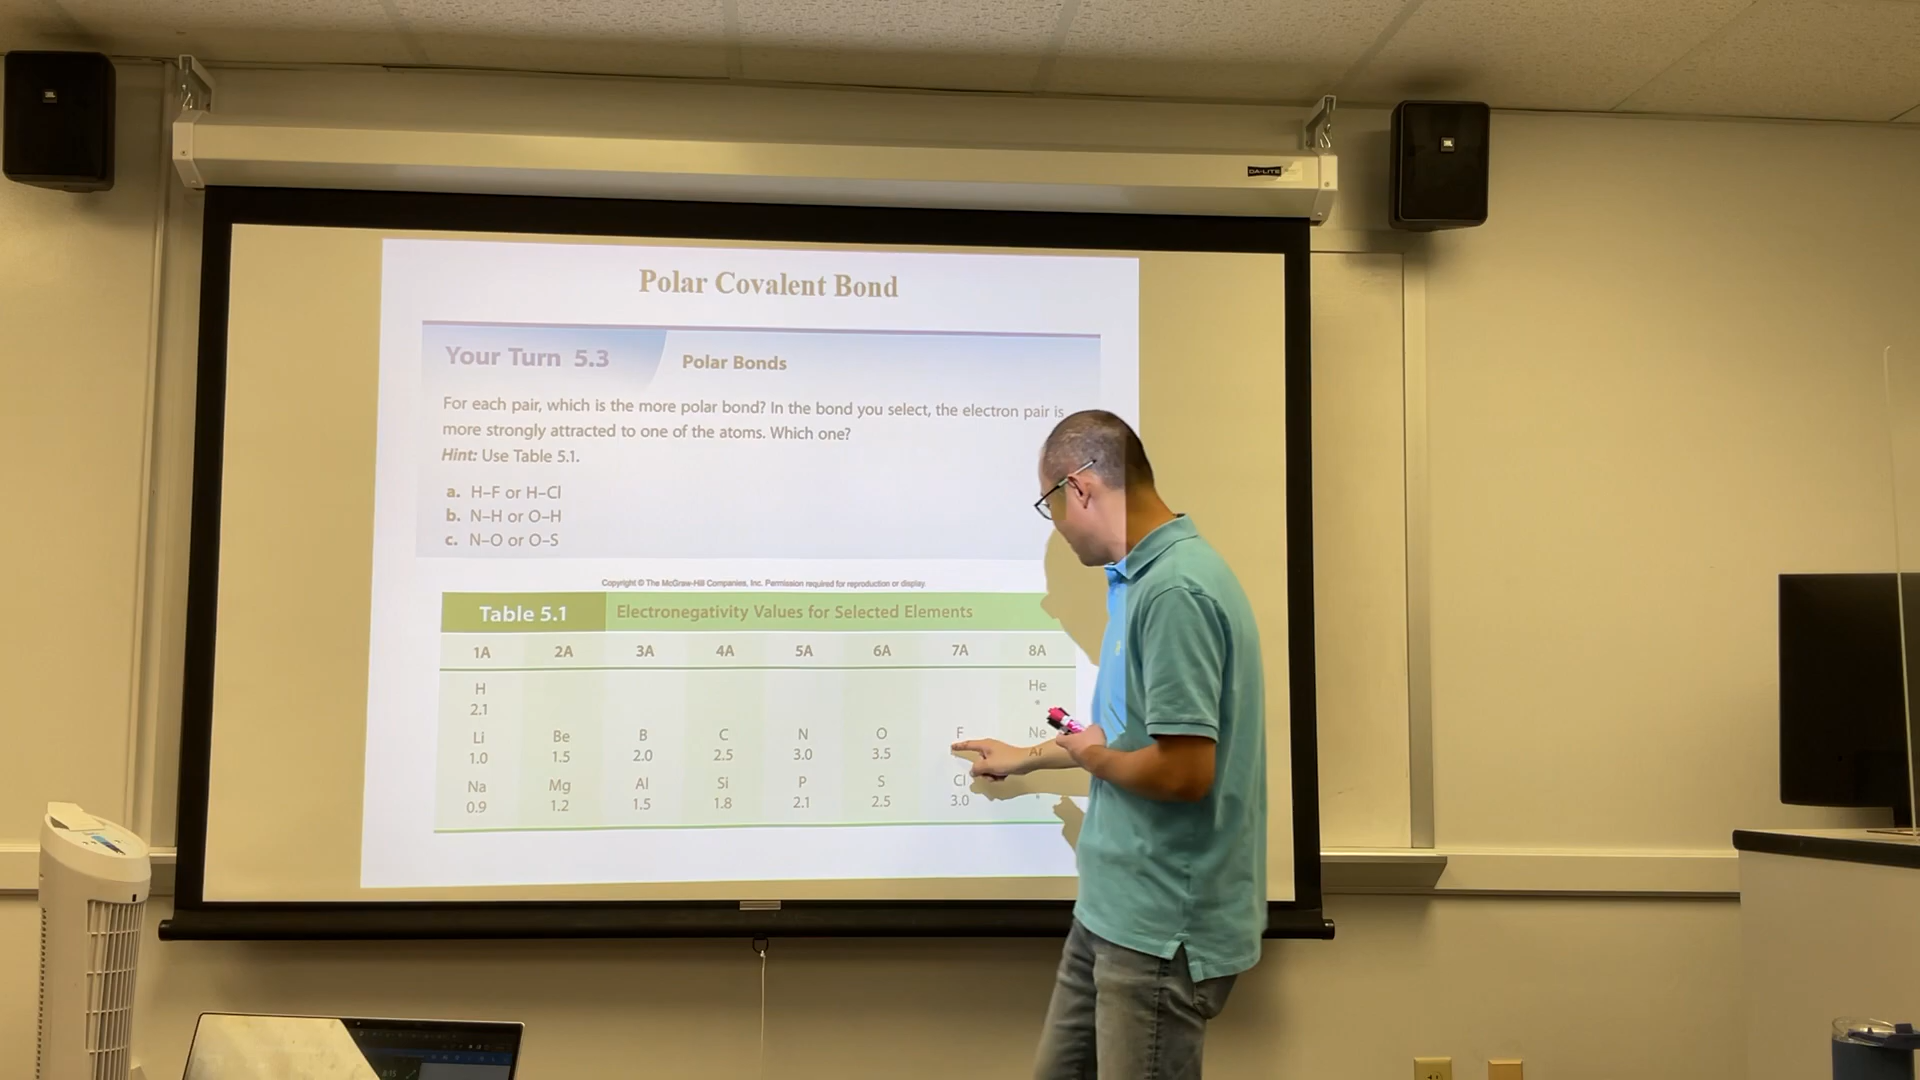 JBL
JBL
DA-LITE
Polar Covalent Bond
Your Turn 5.3
Polar Bonds
For each pair, which is the more polar bond? In the bond you select, the electron pair is
more strongly attracted to one of the atoms. Which one?
Hint: Use Table 5.1.
a. H–F or H–Cl
b. N–H or O–H
c. N–O or O–S
Copyright © The McGraw-Hill Companies, Inc. Permission required for reproduction or display.
Table 5.1 Electronegativity Values for Selected Elements
1A 2A 3A 4A 5A 6A 7A 8A
H He
2.1 *
Li Be B C N O F Ne
1.0 1.5 2.0 2.5 3.0 3.5
Na Mg Al Si P S Cl Ar
0.9 1.2 1.5 1.8 2.1 2.5 3.0 *